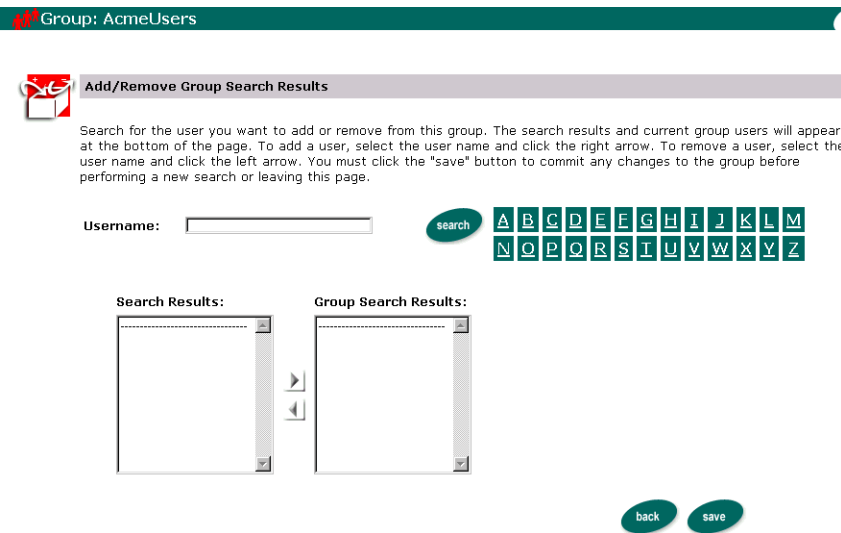 Group: AcmeUsers
Add/Remove Group Search Results
Search for the user you want to add or remove from this group. The search results and current group users will appear
at the bottom of the page. To add a user, select the user name and click the right arrow. To remove a user, select the
user name and click the left arrow. You must click the "save" button to commit any changes to the group before
performing a new search or leaving this page.
Username: search A B C D E F G H I J K L M
N O P Q R S T U V W X Y Z
Search Results: Group Search Results:
back save